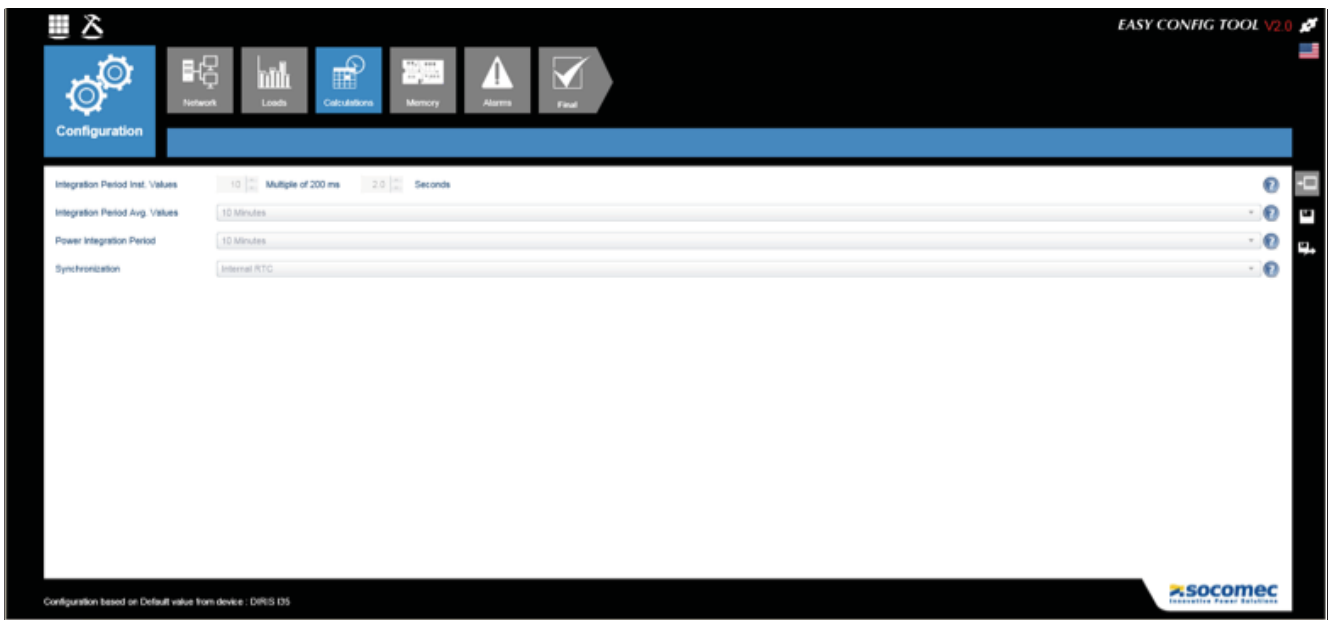 EASY CONFIG TOOL V2.0
Network
Loads
Calculations
Memory
Alarms
Final
Configuration
Integration Period Inst. Values 10 Multiple of 200 ms 2.0 Seconds
Integration Period Avg. Values 10 Minutes
Power Integration Period 10 Minutes
Synchronization Internal RTC
socomec
Innovative Power Solutions
Configuration based on Default value from device : DIRIS I35